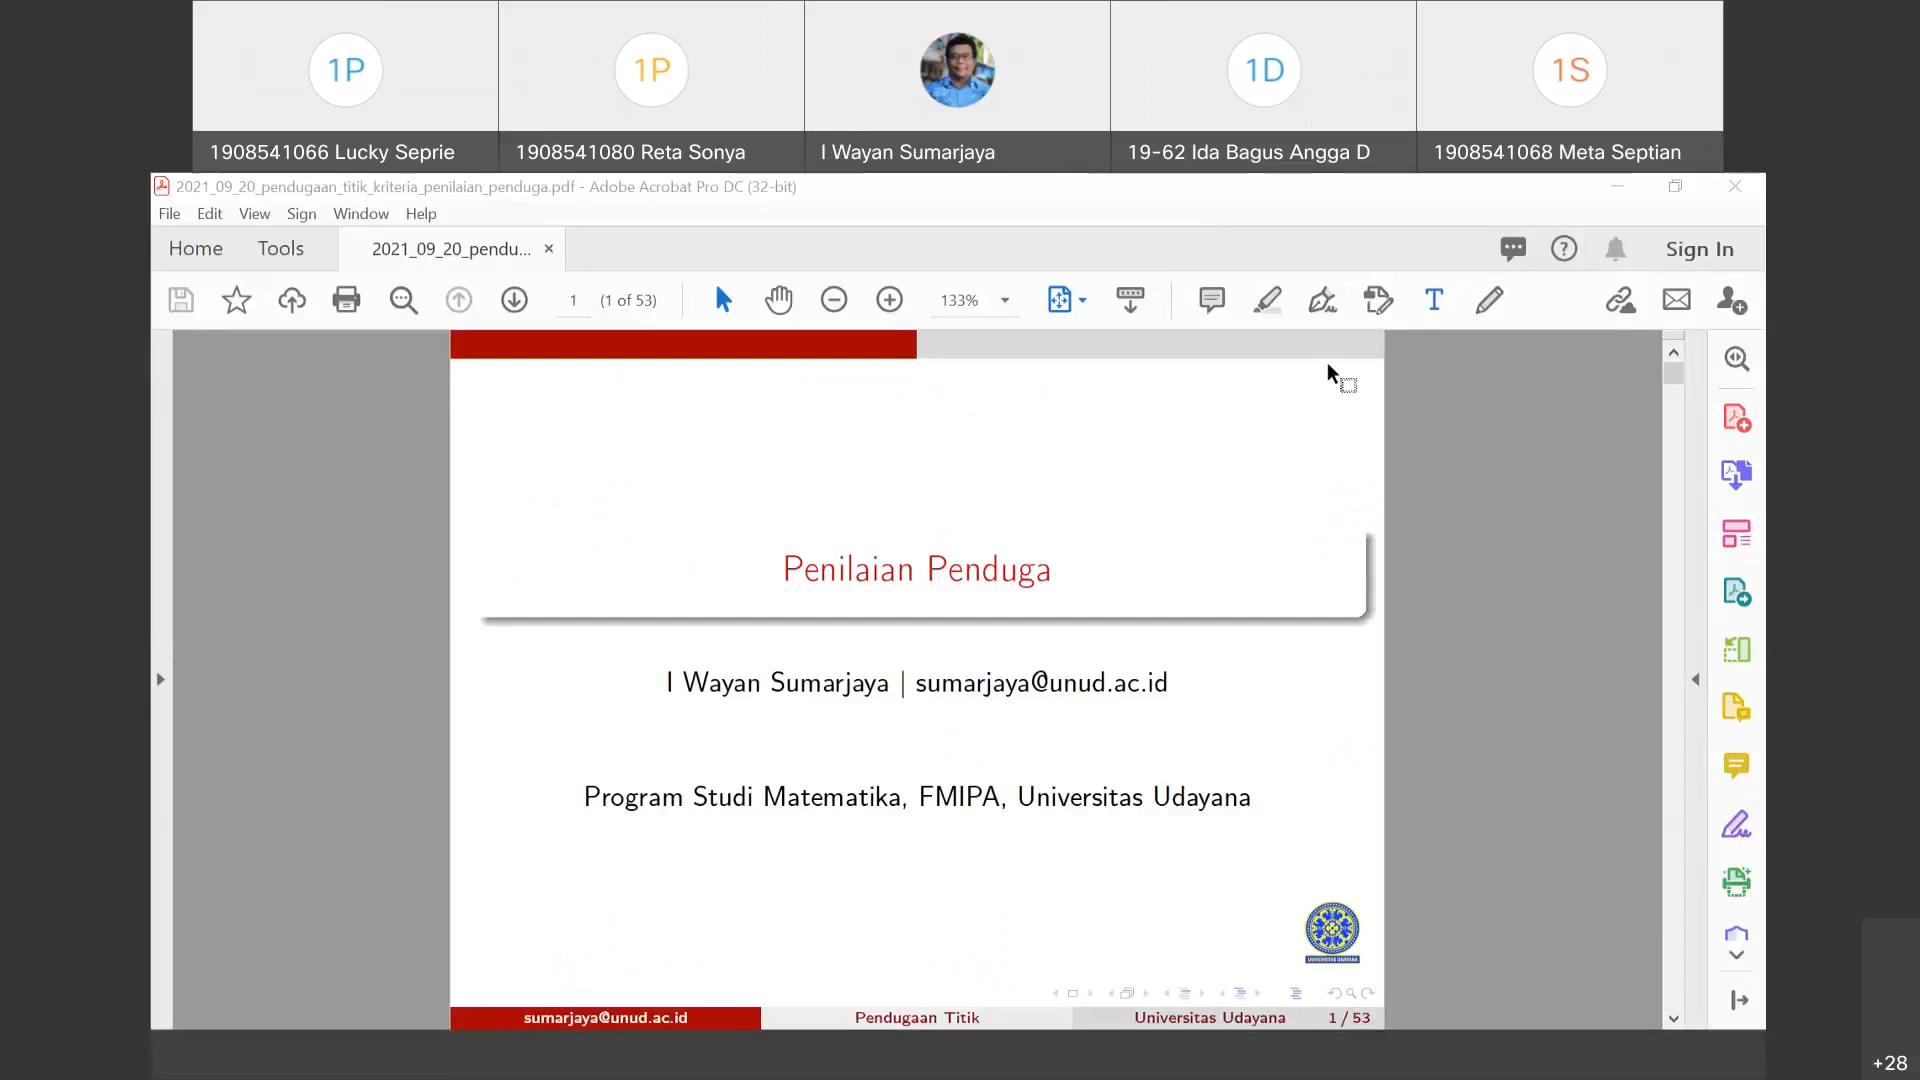 1P
1P
1D
1S
1908541066 Lucky Seprie
1908541080 Reta Sonya
I Wayan Sumarjaya
19-62 Ida Bagus Angga D
1908541068 Meta Septian
2021_09_20_pendugaan_titik_kriteria_penilaian_penduga.pdf - Adobe Acrobat Pro DC (32-bit)
File Edit View Sign Window Help
Home Tools 2021_09_20_pendu... × Sign In
1 (1 of 53) 133%
Penilaian Penduga
I Wayan Sumarjaya | sumarjaya@unud.ac.id
Program Studi Matematika, FMIPA, Universitas Udayana
UNIVERSITAS UDAYANA
sumarjaya@unud.ac.id Pendugaan Titik Universitas Udayana 1 / 53
+28